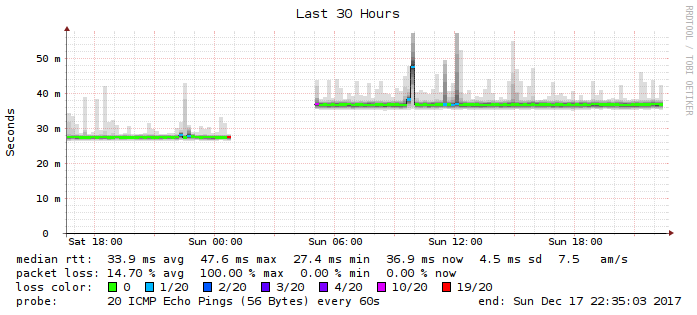 Last 30 Hours
RRDTOOL / TOBI OETIKER
Seconds
50 m
40 m
30 m
20 m
10 m
0
Sat 18:00 Sun 00:00 Sun 06:00 Sun 12:00 Sun 18:00
median rtt: 33.9 ms avg 47.6 ms max 27.4 ms min 36.9 ms now 4.5 ms sd 7.5 am/s
packet loss: 14.70 % avg 100.00 % max 0.00 % min 0.00 % now
loss color: 0 1/20 2/20 3/20 4/20 10/20 19/20
probe: 20 ICMP Echo Pings (56 Bytes) every 60s end: Sun Dec 17 22:35:03 2017